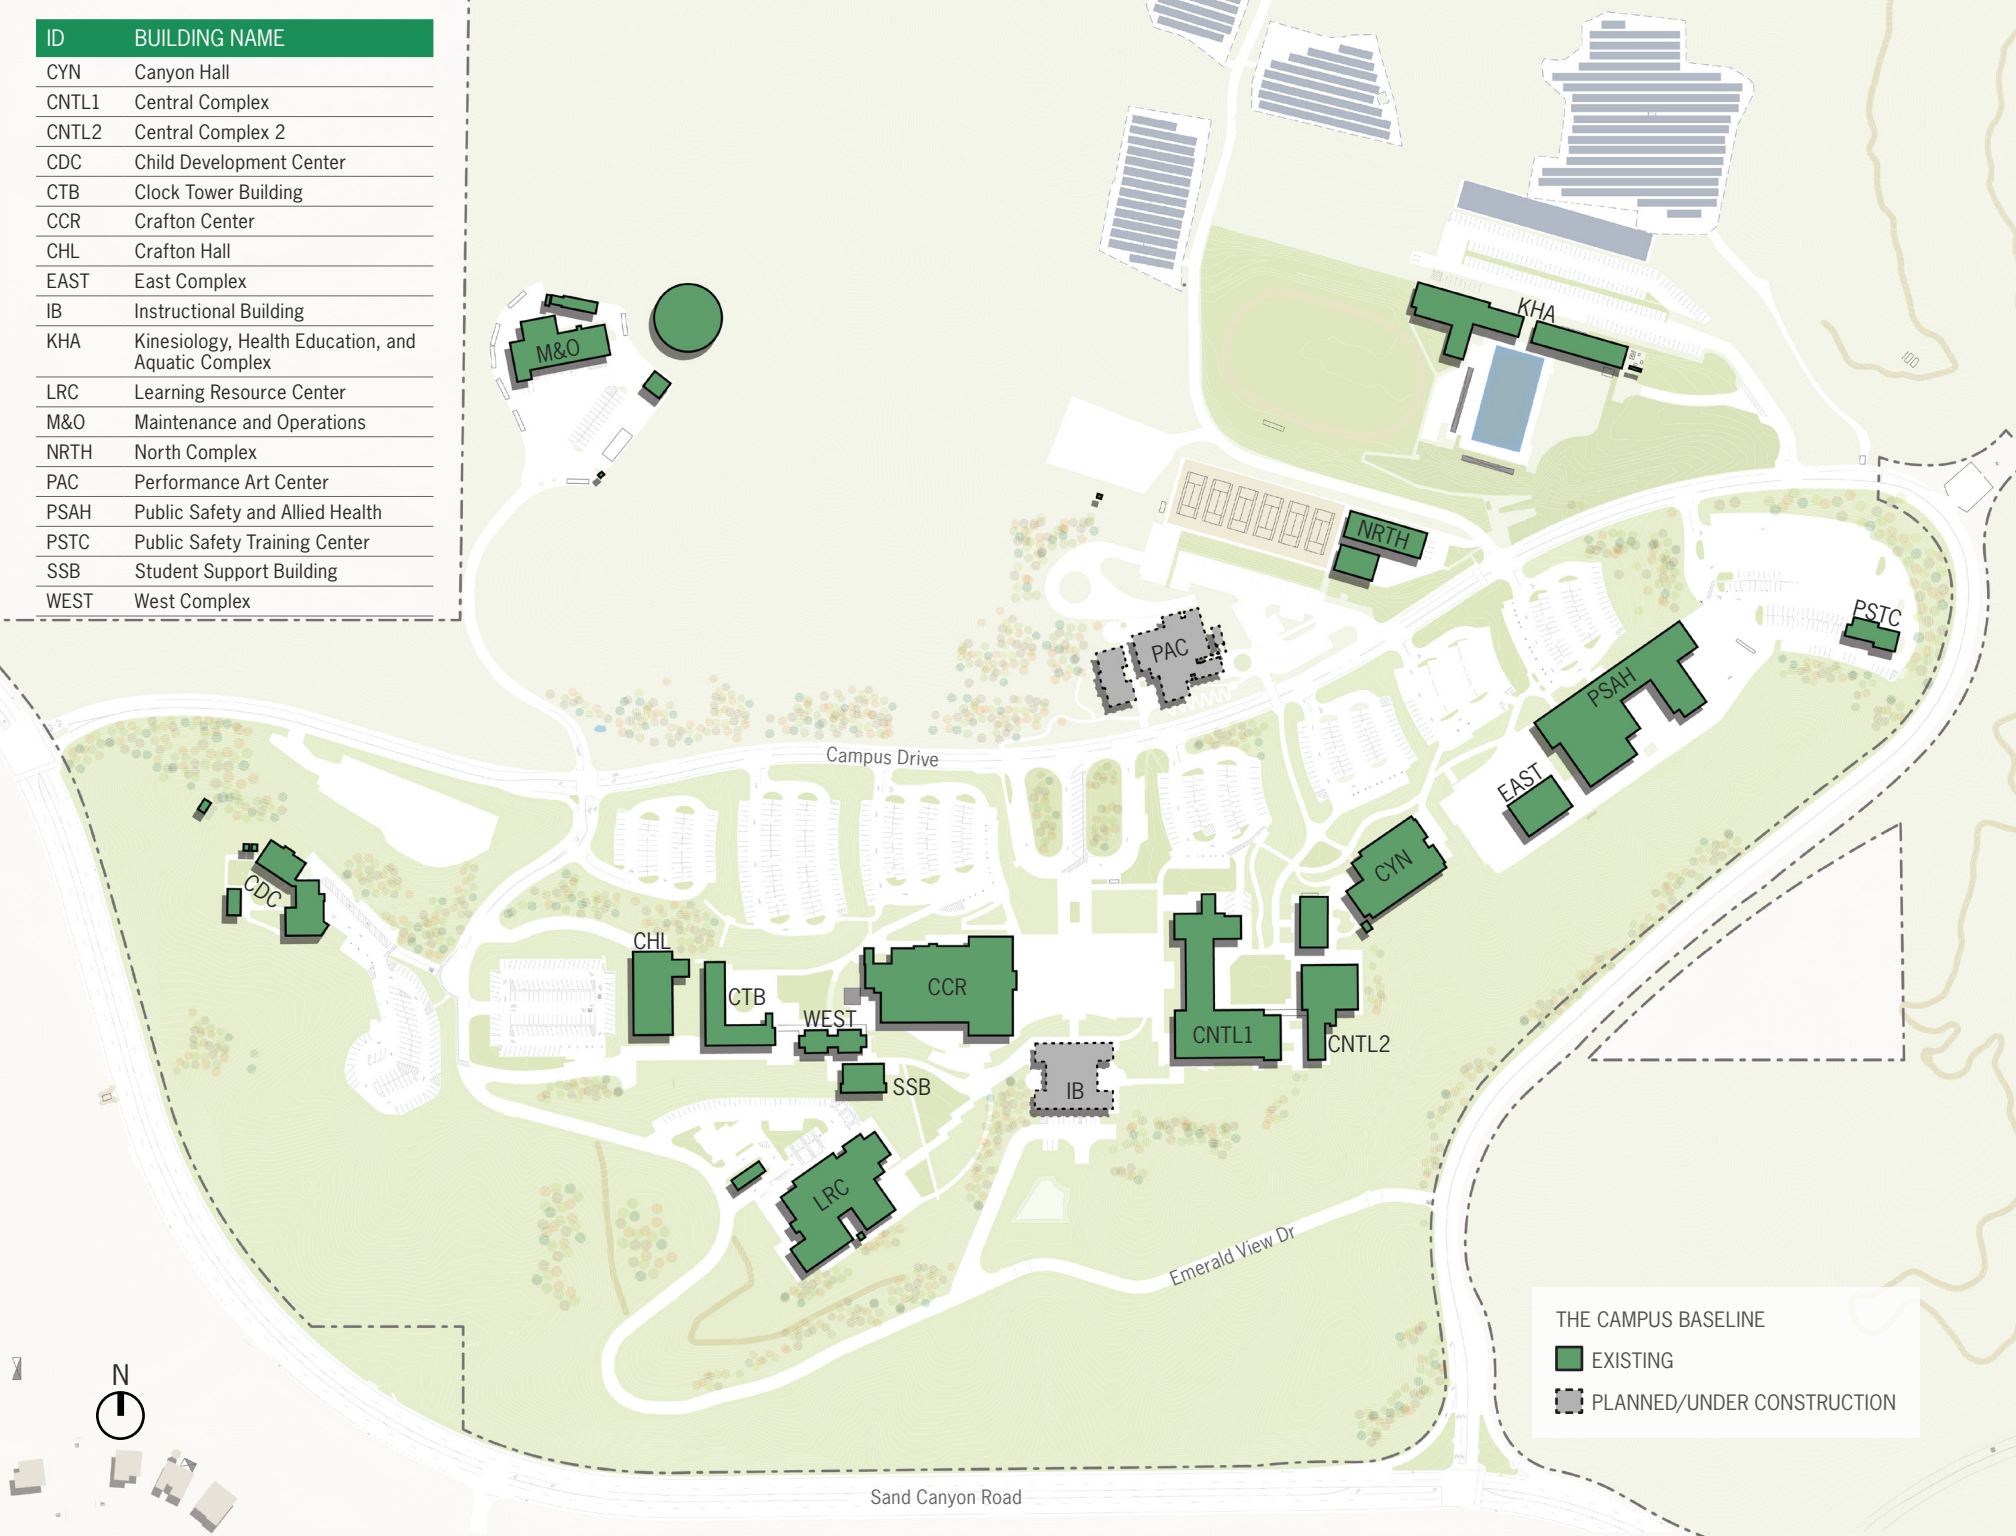 ID BUILDING NAME
CYN Canyon Hall
CNTL1 Central Complex
CNTL2 Central Complex 2
CDC Child Development Center
CTB Clock Tower Building
CCR Crafton Center
CHL Crafton Hall
EAST East Complex
IB Instructional Building
KHA Kinesiology, Health Education, and
Aquatic Complex
LRC Learning Resource Center
M&O Maintenance and Operations
NRTH North Complex
PAC Performance Art Center
PSAH Public Safety and Allied Health
PSTC Public Safety Training Center
SSB Student Support Building
WEST West Complex
KHA
M&O
100
NRTH
PSTC
PAC
PSAH
Campus Drive
EAST
CYN
CDC
CHL
CTB
CCR
WEST
CNTL1
CNTL2
SSB
IB
LRC
Emerald View Dr
THE CAMPUS BASELINE
EXISTING
PLANNED/UNDER CONSTRUCTION
N
Sand Canyon Road